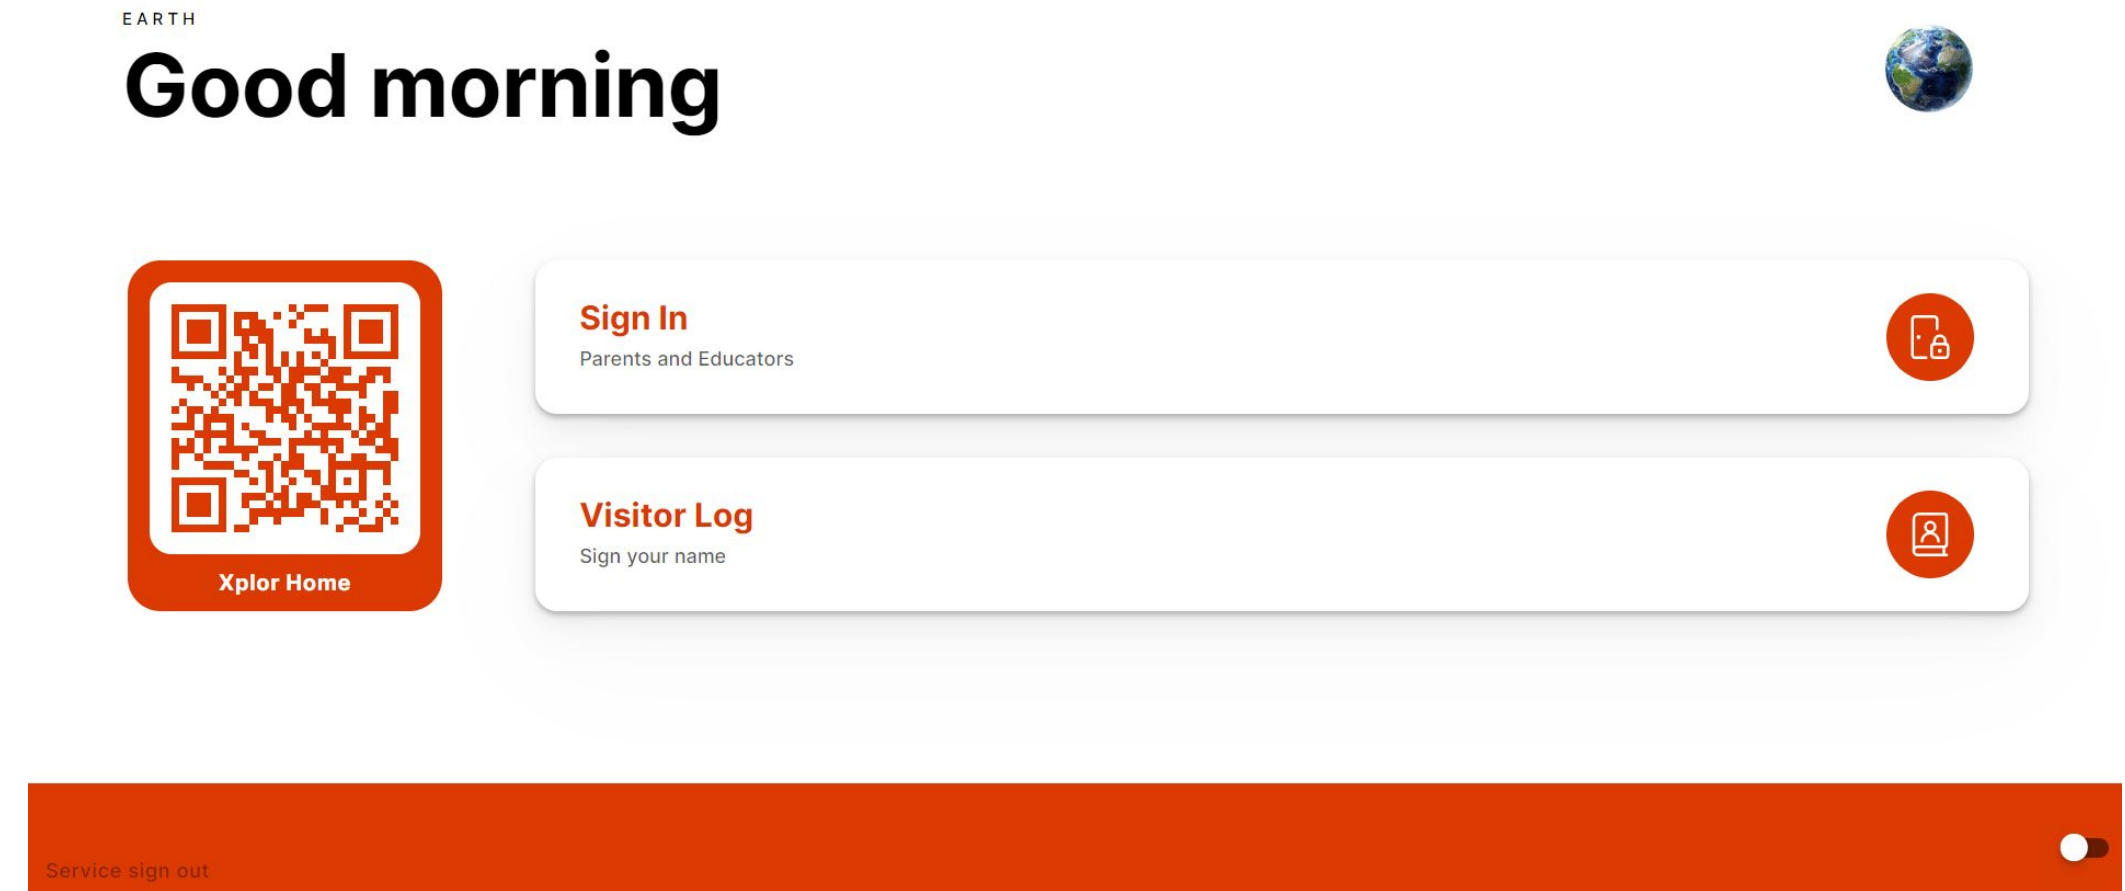 EARTH
Good morning
Sign In
Parents and Educators
Visitor Log
Sign your name
Xplor Home
Service sign out